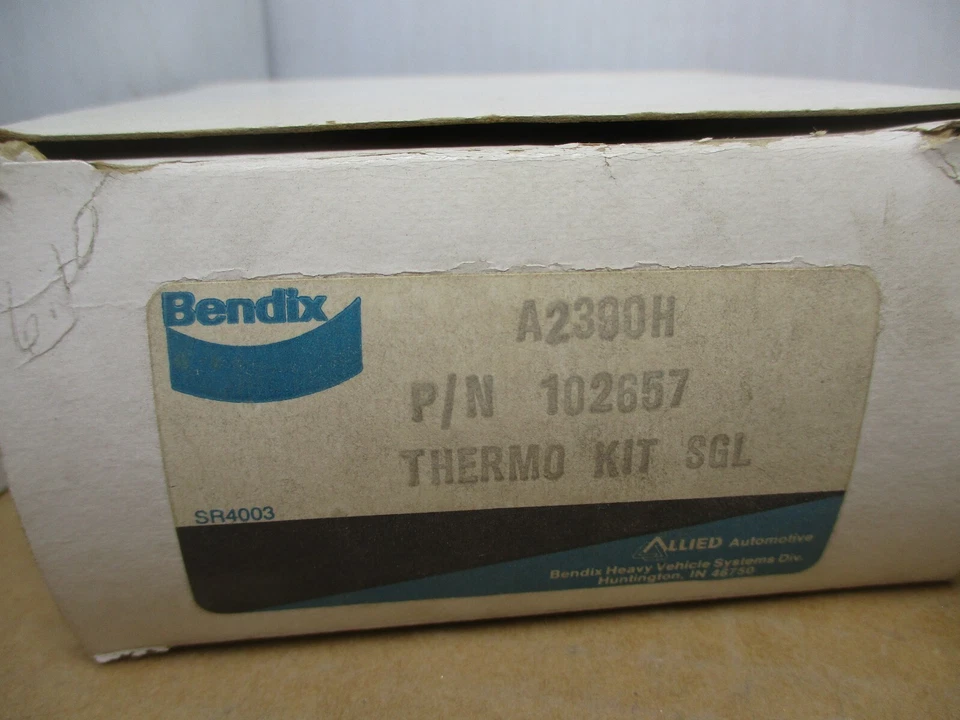 Bendix
A2390H
P/N 102657
THERMO KIT SGL
SR4003
ALLIED Automotive
Bendix Heavy Vehicle Systems Div.
Huntington, IN 46750